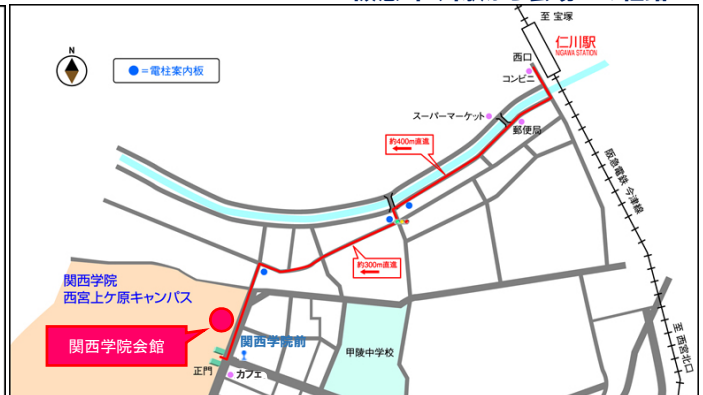 至 宝塚
仁川駅
NIGAWA STATION
西口
コンビニ
N
=電柱案内板
スーパーマーケット
郵便局
約400m直進
阪急電鉄 今津線
約300m直進
関西学院
西宮上ケ原キャンパス
関西学院会館
関西学院前
甲陵中学校
至 西宮北口
正門
カフェ